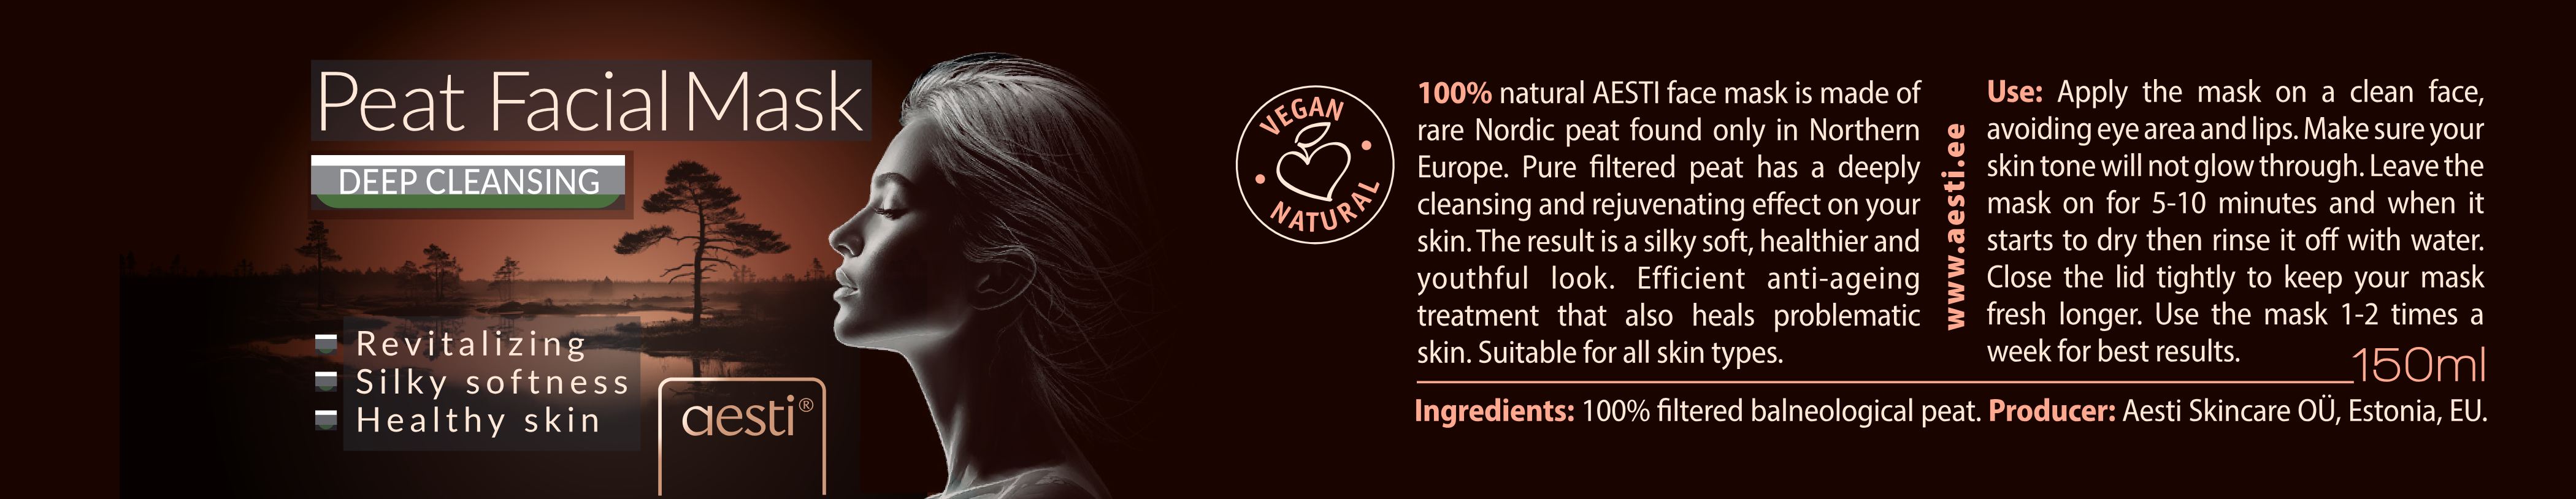 Peat Facial Mask
DEEP CLEANSING
Revitalizing
Silky softness
Healthy skin
aesti®
VEGAN
NATURAL
100% natural AESTI face mask is made of
rare Nordic peat found only in Northern
Europe. Pure filtered peat has a deeply
cleansing and rejuvenating effect on your
skin. The result is a silky soft, healthier and
youthful look. Efficient anti-ageing
treatment that also heals problematic
skin. Suitable for all skin types.
www.aesti.ee
Use: Apply the mask on a clean face,
avoiding eye area and lips. Make sure your
skin tone will not glow through. Leave the
mask on for 5-10 minutes and when it
starts to dry then rinse it off with water.
Close the lid tightly to keep your mask
fresh longer. Use the mask 1-2 times a
week for best results.
150ml
Ingredients: 100% filtered balneological peat. Producer: Aesti Skincare OÜ, Estonia, EU.